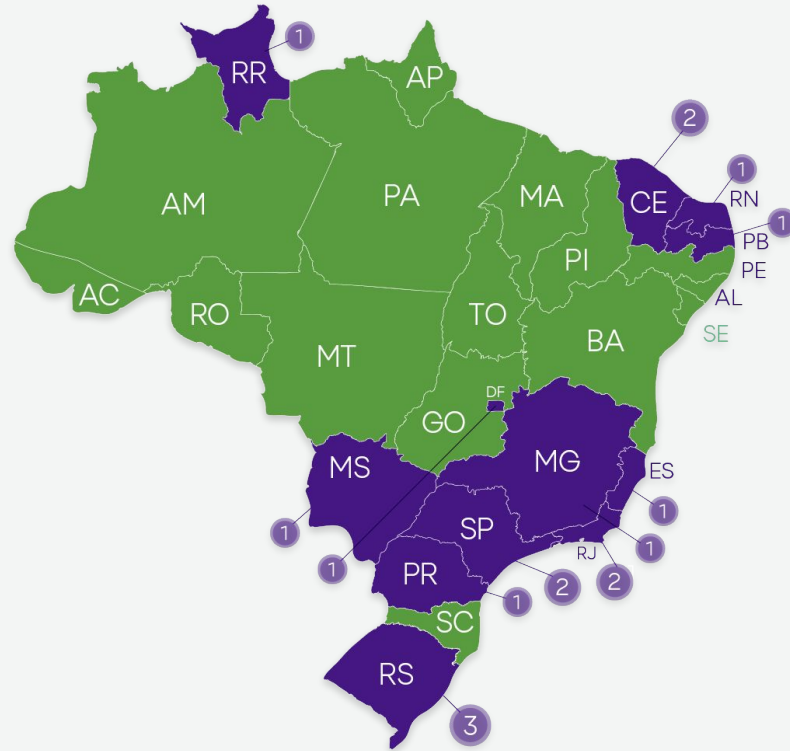 1
RR
AP
2
AM
PA
MA
CE
1
RN
1
PB
PI
PE
AC
RO
TO
AL
MT
BA
SE
DF
GO
MS
MG
ES
1
SP
1
1
RJ
1
PR
2
2
1
SC
RS
3